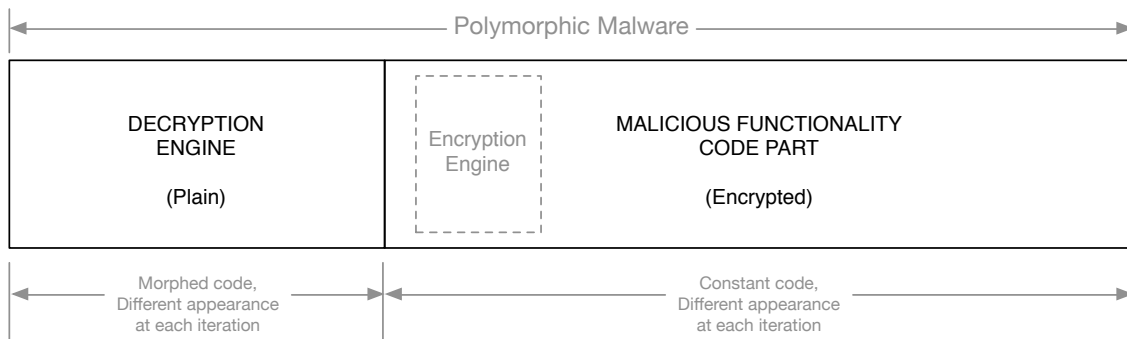 Polymorphic Malware
DECRYPTION
ENGINE
(Plain)
Encryption
Engine
MALICIOUS FUNCTIONALITY
CODE PART
(Encrypted)
Morphed code,
Different appearance
at each iteration
Constant code,
Different appearance
at each iteration